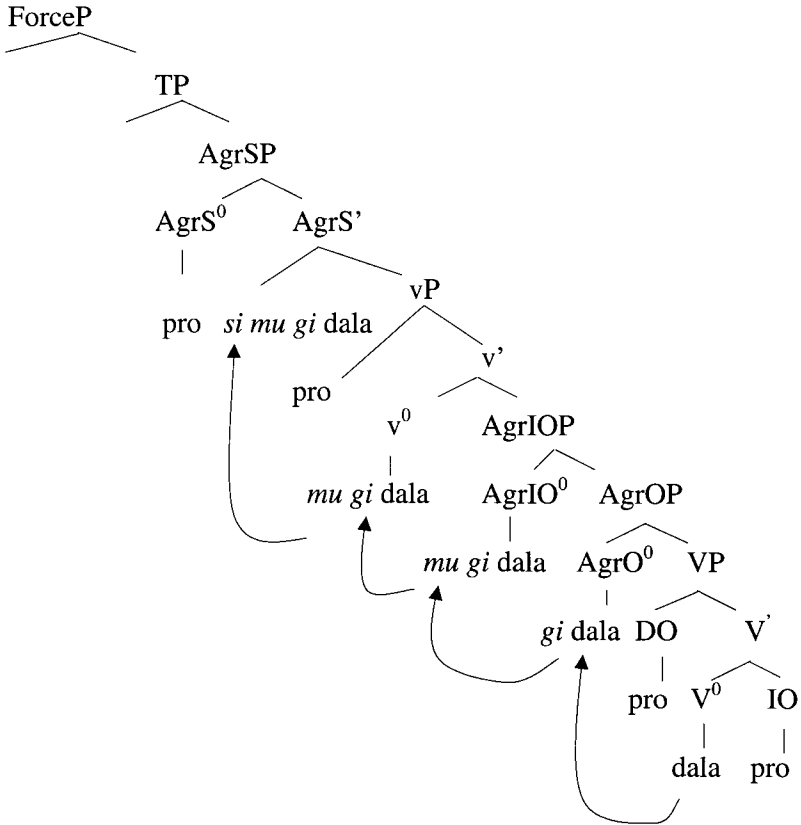 ForceP
TP
AgrSP
AgrS⁰ AgrS’
vP
pro si mu gi dala
v’
pro
v⁰ AgrIOP
mu gi dala AgrIO⁰ AgrOP
mu gi dala AgrO⁰ VP
gi dala DO V’
pro V⁰ IO
dala pro